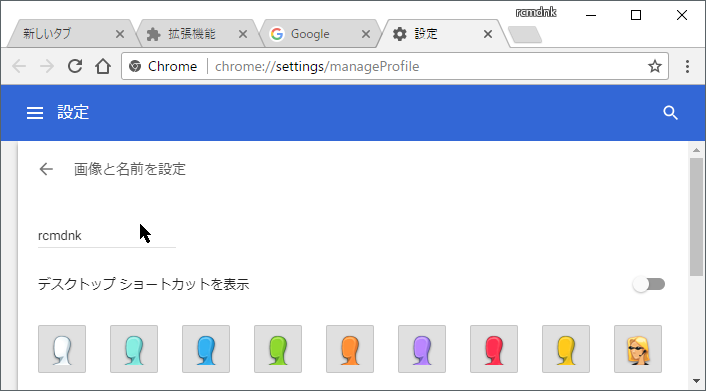 rcmdnk
新しいタブ
拡張機能
Google
設定
Chrome
chrome://settings/manageProfile
設定
画像と名前を設定
rcmdnk
デスクトップ ショートカットを表示